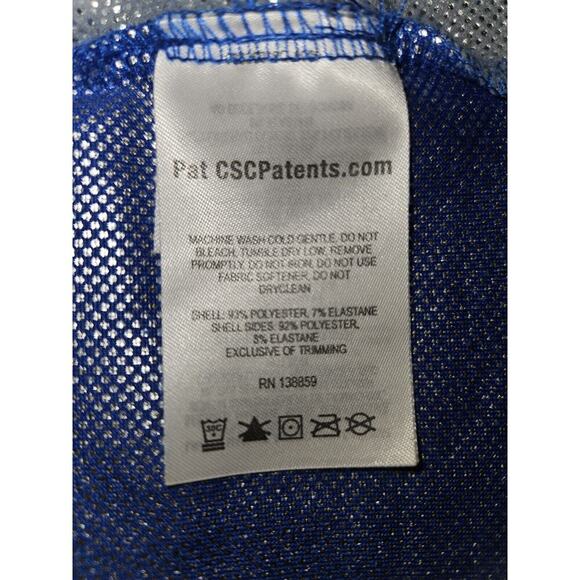 Pat CSCPatents.com
MACHINE WASH COLD GENTLE, DO NOT
BLEACH, TUMBLE DRY LOW, REMOVE
PROMPTLY, DO NOT IRON, DO NOT USE
FABRIC SOFTENER, DO NOT
DRYCLEAN
SHELL: 93% POLYESTER, 7% ELASTANE
SHELL SIDES: 92% POLYESTER,
8% ELASTANE
EXCLUSIVE OF TRIMMING
RN 138859